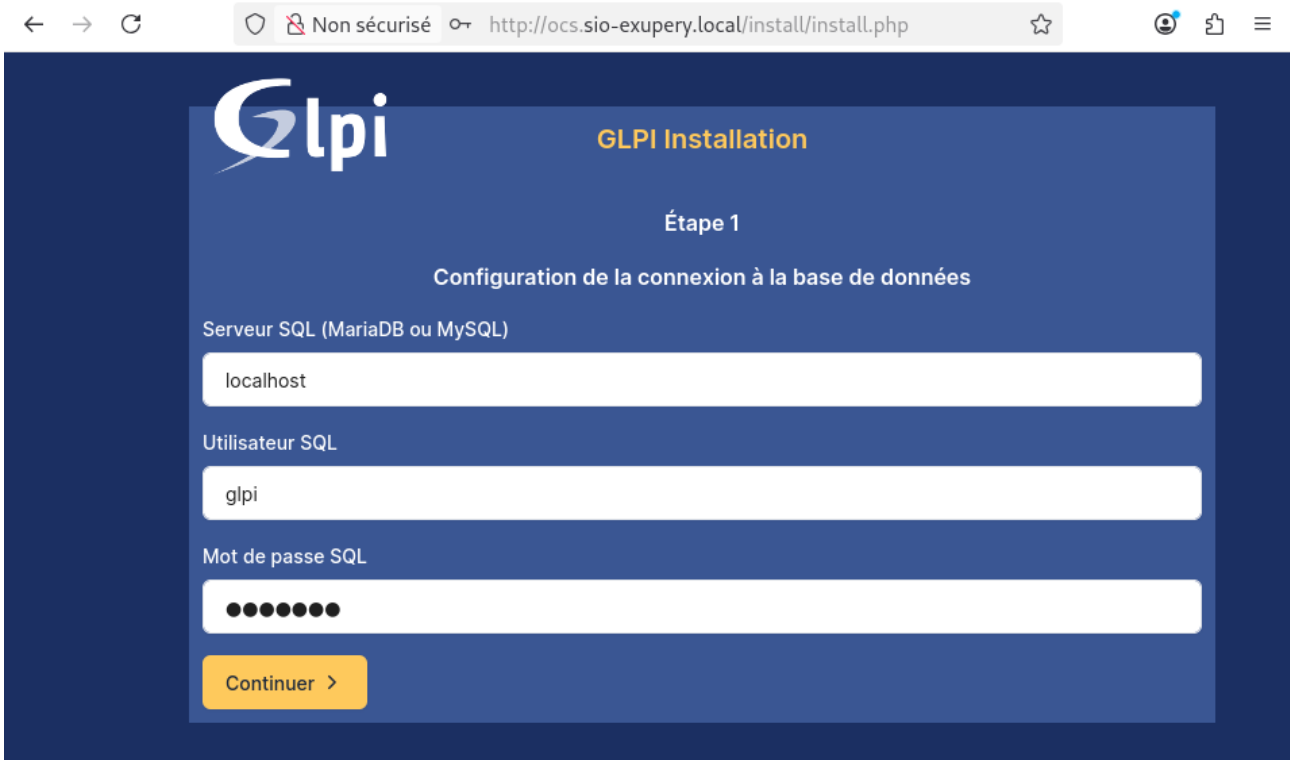 Non sécurisé http://ocs.sio-exupery.local/install/install.php
Glpi
GLPI Installation
Étape 1
Configuration de la connexion à la base de données
Serveur SQL (MariaDB ou MySQL)
localhost
Utilisateur SQL
glpi
Mot de passe SQL
●●●●●●●
Continuer >